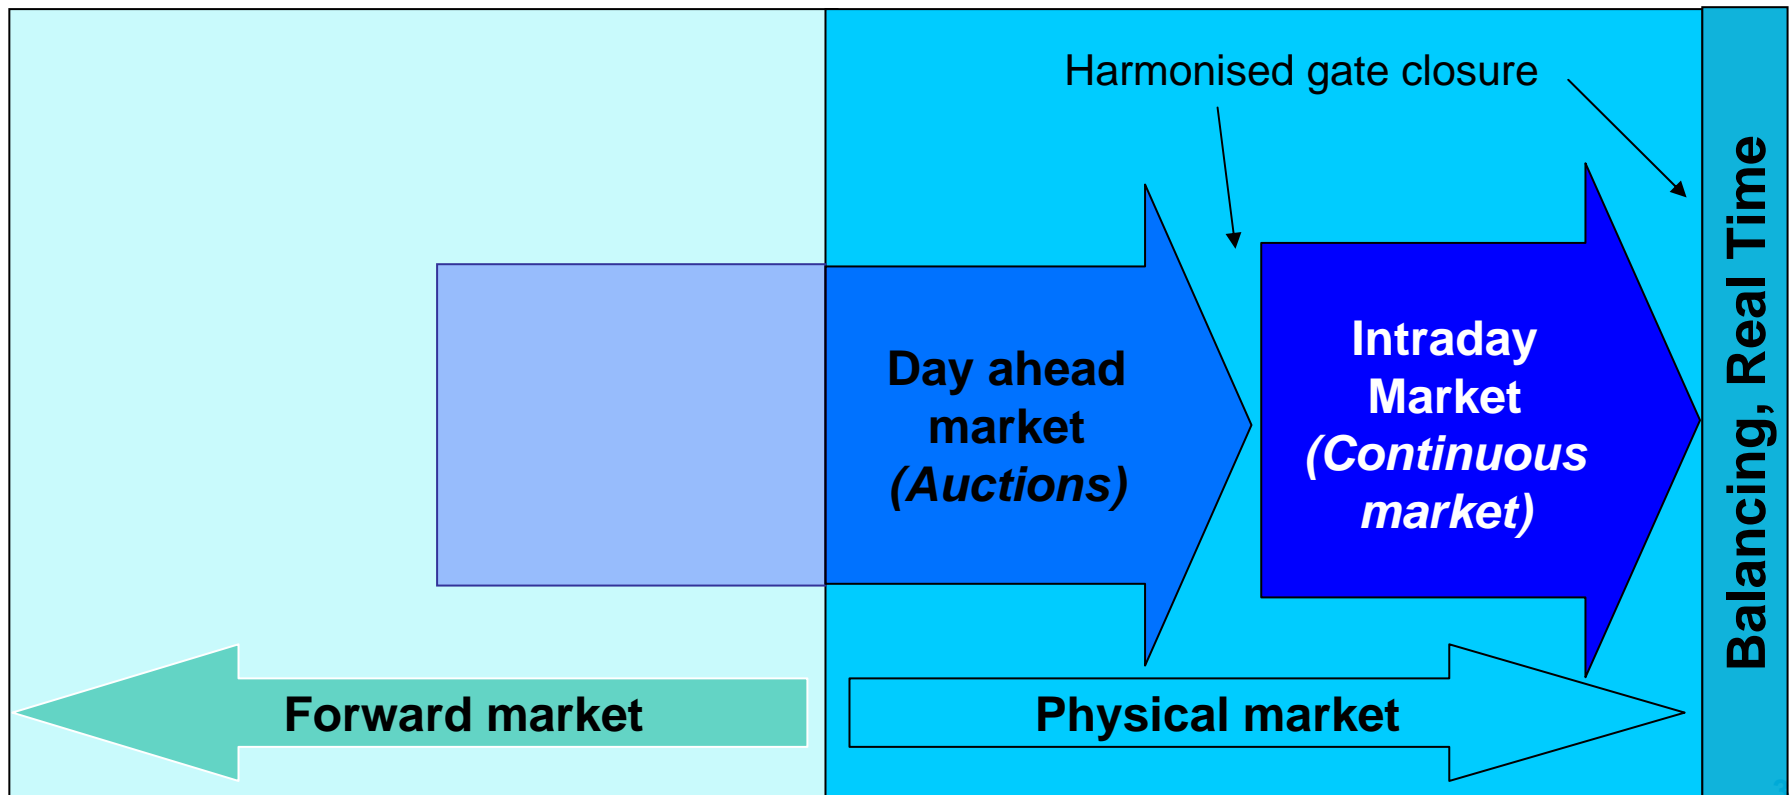 Harmonised gate closure
Day ahead
market
(Auctions)
Intraday
Market
(Continuous
market)
Balancing, Real Time
Forward market
Physical market